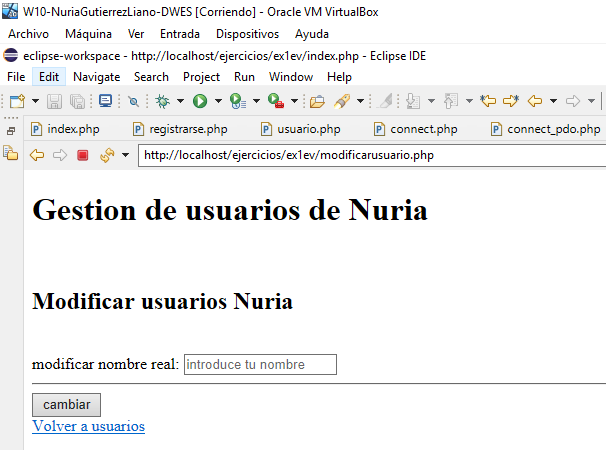 W10-NuriaGutierrezLiano-DWES [Corriendo] - Oracle VM VirtualBox
Archivo Máquina Ver Entrada Dispositivos Ayuda
eclipse-workspace - http://localhost/ejercicios/ex1ev/index.php - Eclipse IDE
File Edit Navigate Search Project Run Window Help
index.php registrarse.php usuario.php connect.php connect_pdo.php
http://localhost/ejercicios/ex1ev/modificarusuario.php
Gestion de usuarios de Nuria
Modificar usuarios Nuria
modificar nombre real: introduce tu nombre
cambiar
Volver a usuarios